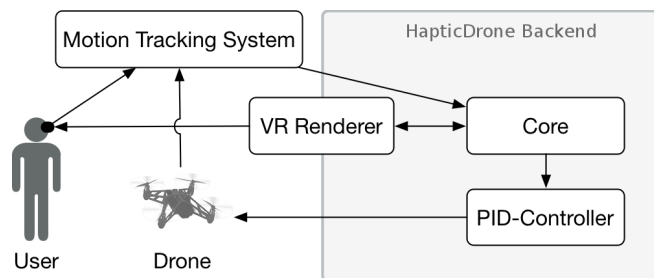 HapticDrone Backend
Motion Tracking System
VR Renderer
Core
PID-Controller
User
Drone